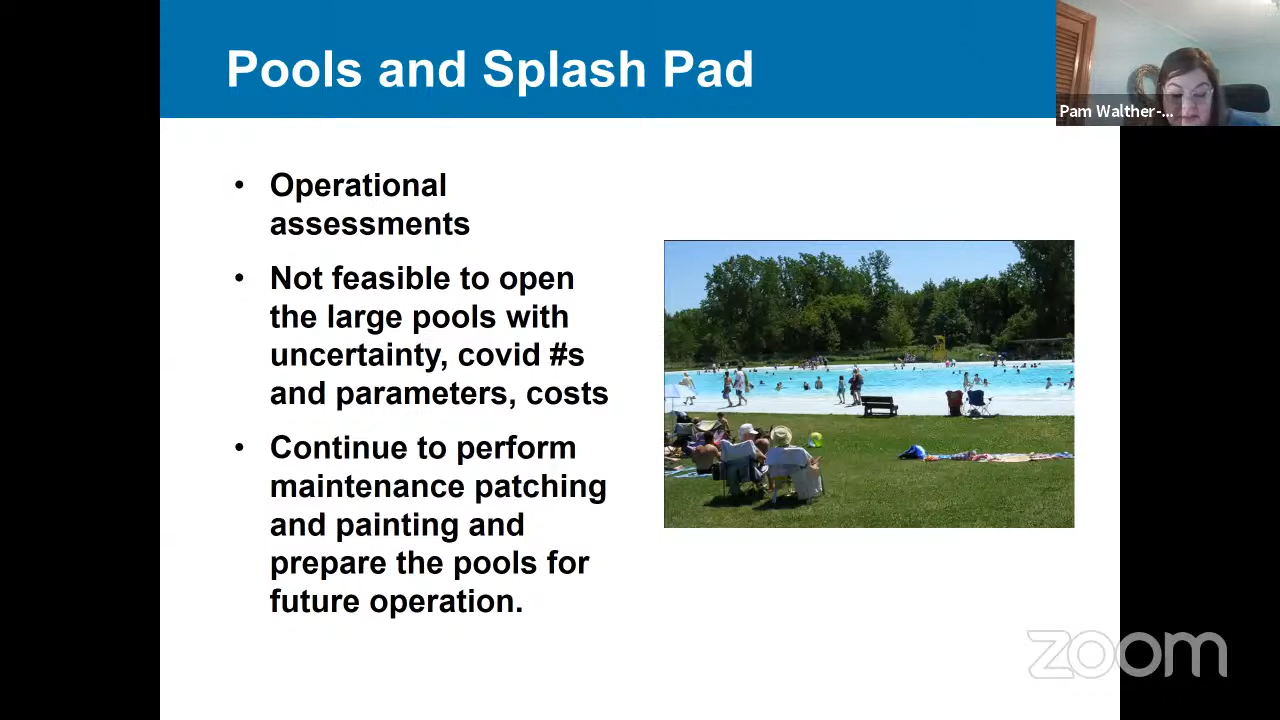 Pools and Splash Pad
Pam Walther-...
• Operational
assessments
• Not feasible to open
the large pools with
uncertainty, covid #s
and parameters, costs
• Continue to perform
maintenance patching
and painting and
prepare the pools for
future operation.
zoom